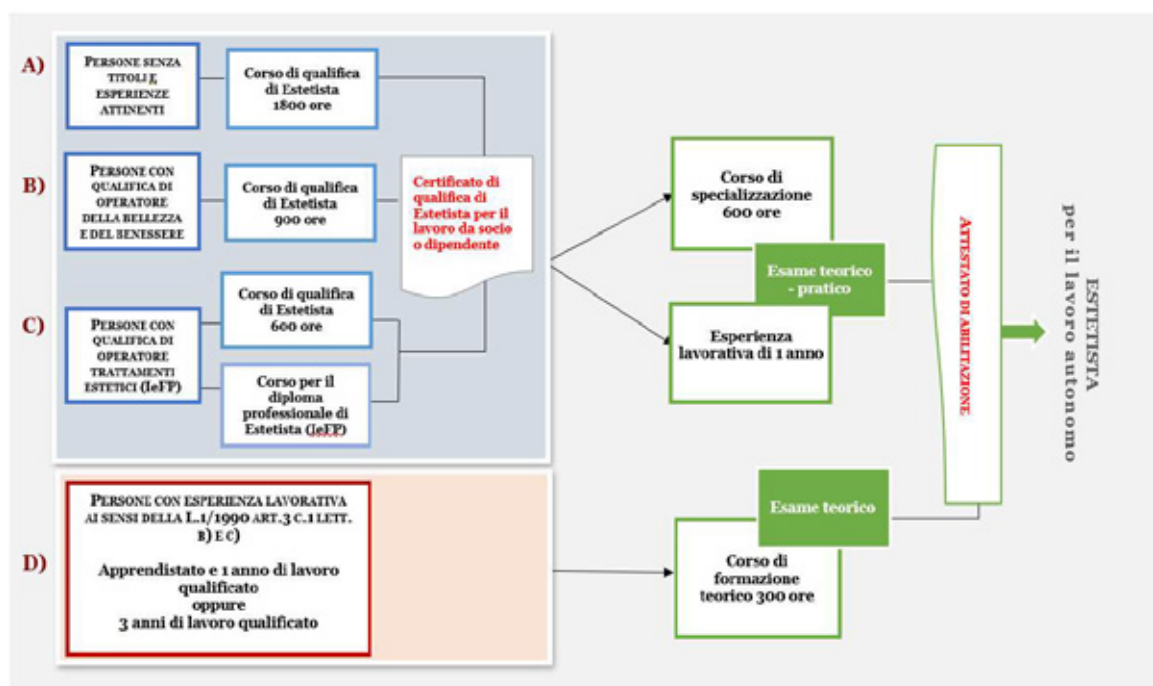 A)
PERSONE SENZA
TITOLI E
ESPERIENZE
ATTINENTI
Corso di qualifica
di Estetista
1800 ore
B)
PERSONE CON
QUALIFICA DI
OPERATORE
DELLA BELLEZZA
E DEL BENESSERE
Corso di qualifica
di Estetista
900 ore
Certificato di
qualifica di
Estetista per il
lavoro da socio
o dipendente
C)
PERSONE CON
QUALIFICA DI
OPERATORE
TRATTAMENTI
ESTETICI (IeFP)
Corso di qualifica
di Estetista
600 ore
Corso per il
diploma
professionale di
Estetista (IeFP)
Corso di
specializzazione
600 ore
Esame teorico
- pratico
Esperienza
lavorativa di 1 anno
D)
PERSONE CON ESPERIENZA LAVORATIVA
AI SENSI DELLA L.1/1990 ART.3 C.1 LETT.
B) E C)
Apprendistato e 1 anno di lavoro
qualificato
oppure
3 anni di lavoro qualificato
Esame teorico
Corso di
formazione
teorico 300 ore
ATTESTATO DI ABILITAZIONE
ESTETISTA
per il lavoro autonomo